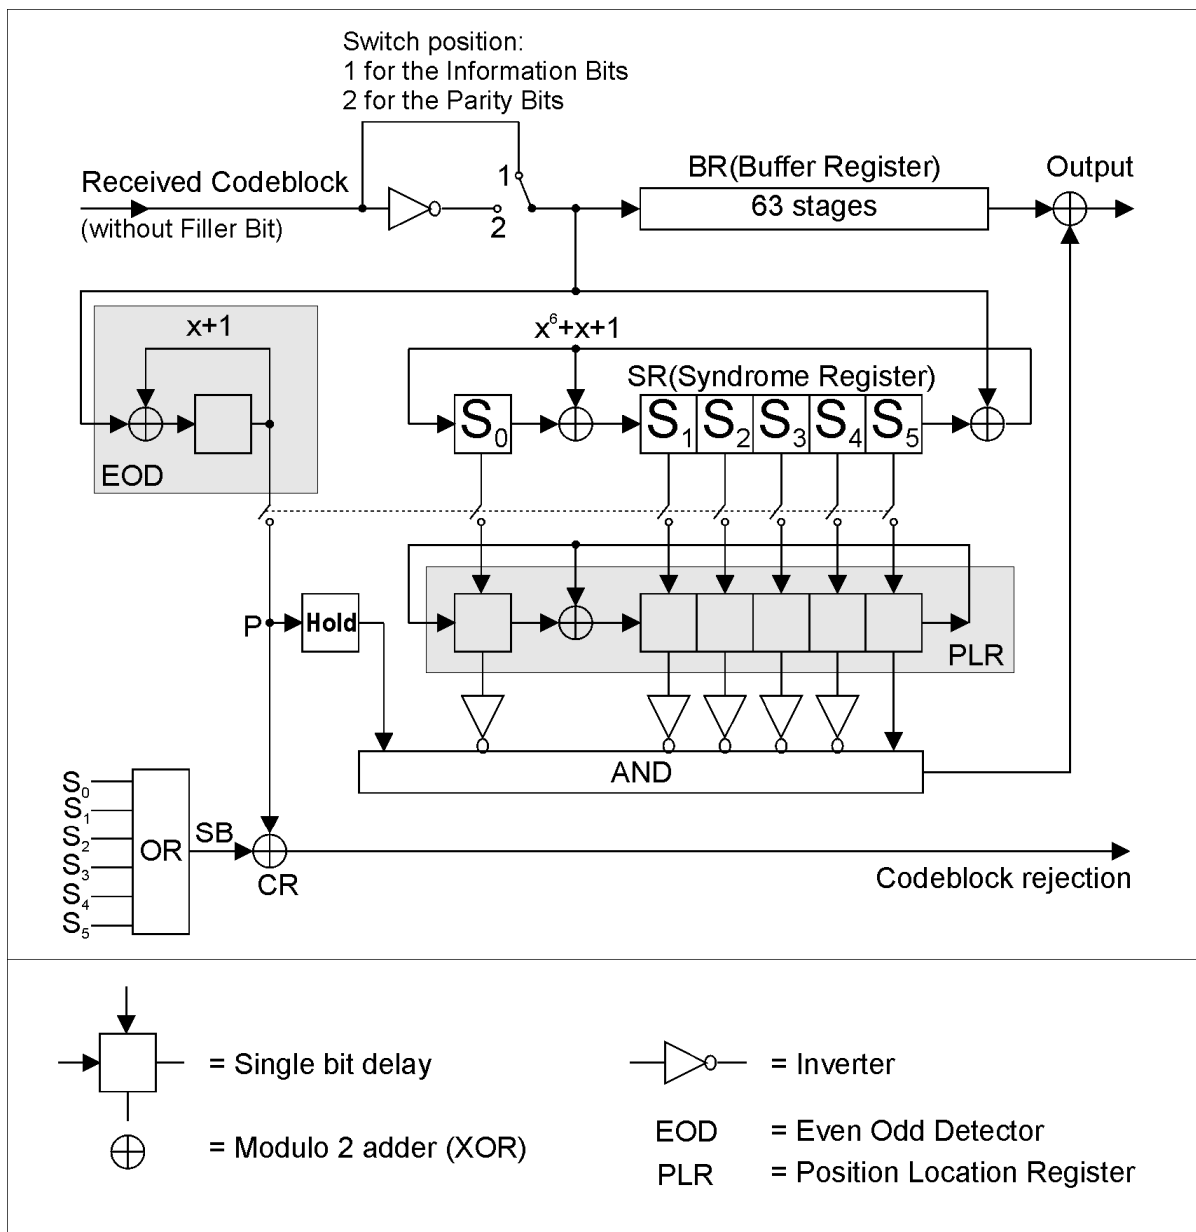 Switch position:
1 for the Information Bits
2 for the Parity Bits
Received Codeblock
(without Filler Bit)
1
2
BR(Buffer Register)
63 stages
Output
x+1
EOD
x⁶+x+1
SR(Syndrome Register)
S₀
S₁ S₂ S₃ S₄ S₅
P
Hold
PLR
AND
S₀
S₁
S₂
S₃
S₄
S₅
OR
SB
CR
Codeblock rejection
= Single bit delay
= Inverter
= Modulo 2 adder (XOR)
EOD = Even Odd Detector
PLR = Position Location Register